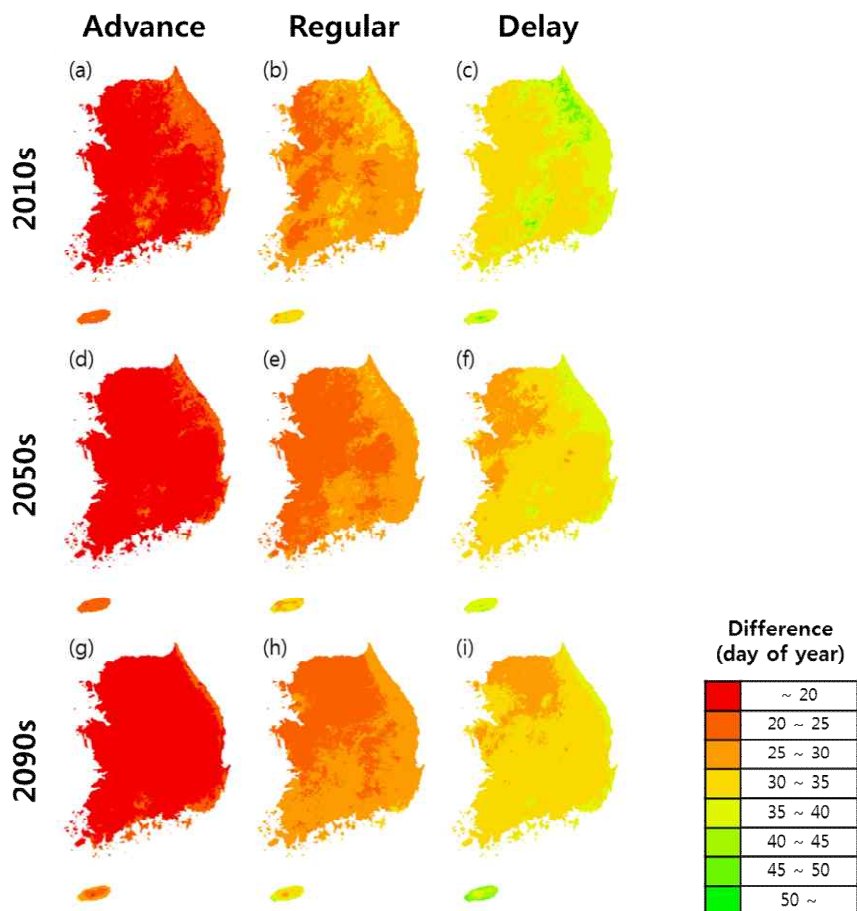 Advance Regular Delay
(a) (b) (c)
2010s
(d) (e) (f)
2050s
(g) (h) (i)
2090s
Difference
(day of year)
~ 20
20 ~ 25
25 ~ 30
30 ~ 35
35 ~ 40
40 ~ 45
45 ~ 50
50 ~